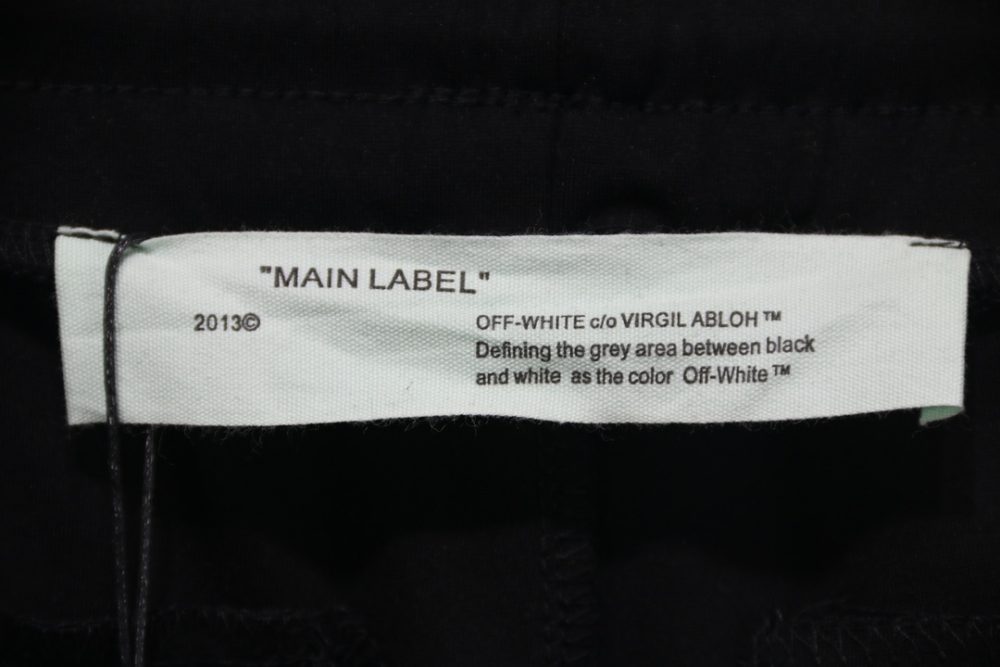 "MAIN LABEL"
2013© OFF-WHITE c/o VIRGIL ABLOH ™
Defining the grey area between black
and white as the color Off-White ™